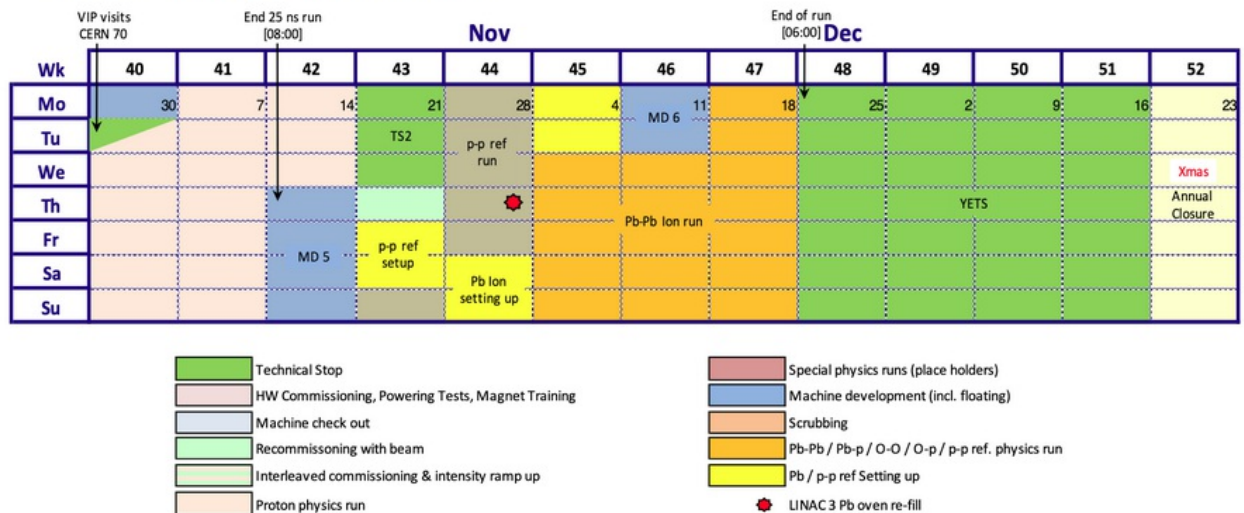 VIP visits
CERN 70
End 25 ns run
[08:00]
Nov
End of run
[06:00]
Dec
Wk 40 41 42 43 44 45 46 47 48 49 50 51 52
Mo 30 7 14 21 28 4 11 18 25 2 9 16 23
MD 6
Tu TS2
p-p ref
run
We Xmas
Th Pb-Pb Ion run YETS Annual
Closure
Fr MD 5 p-p ref
setup
Sa Pb Ion
setting up
Su
Technical Stop
HW Commissioning, Powering Tests, Magnet Training
Machine check out
Recommissoning with beam
Interleaved commissioning & intensity ramp up
Proton physics run
Special physics runs (place holders)
Machine development (incl. floating)
Scrubbing
Pb-Pb / Pb-p / O-O / O-p / p-p ref. physics run
Pb / p-p ref Setting up
LINAC 3 Pb oven re-fill